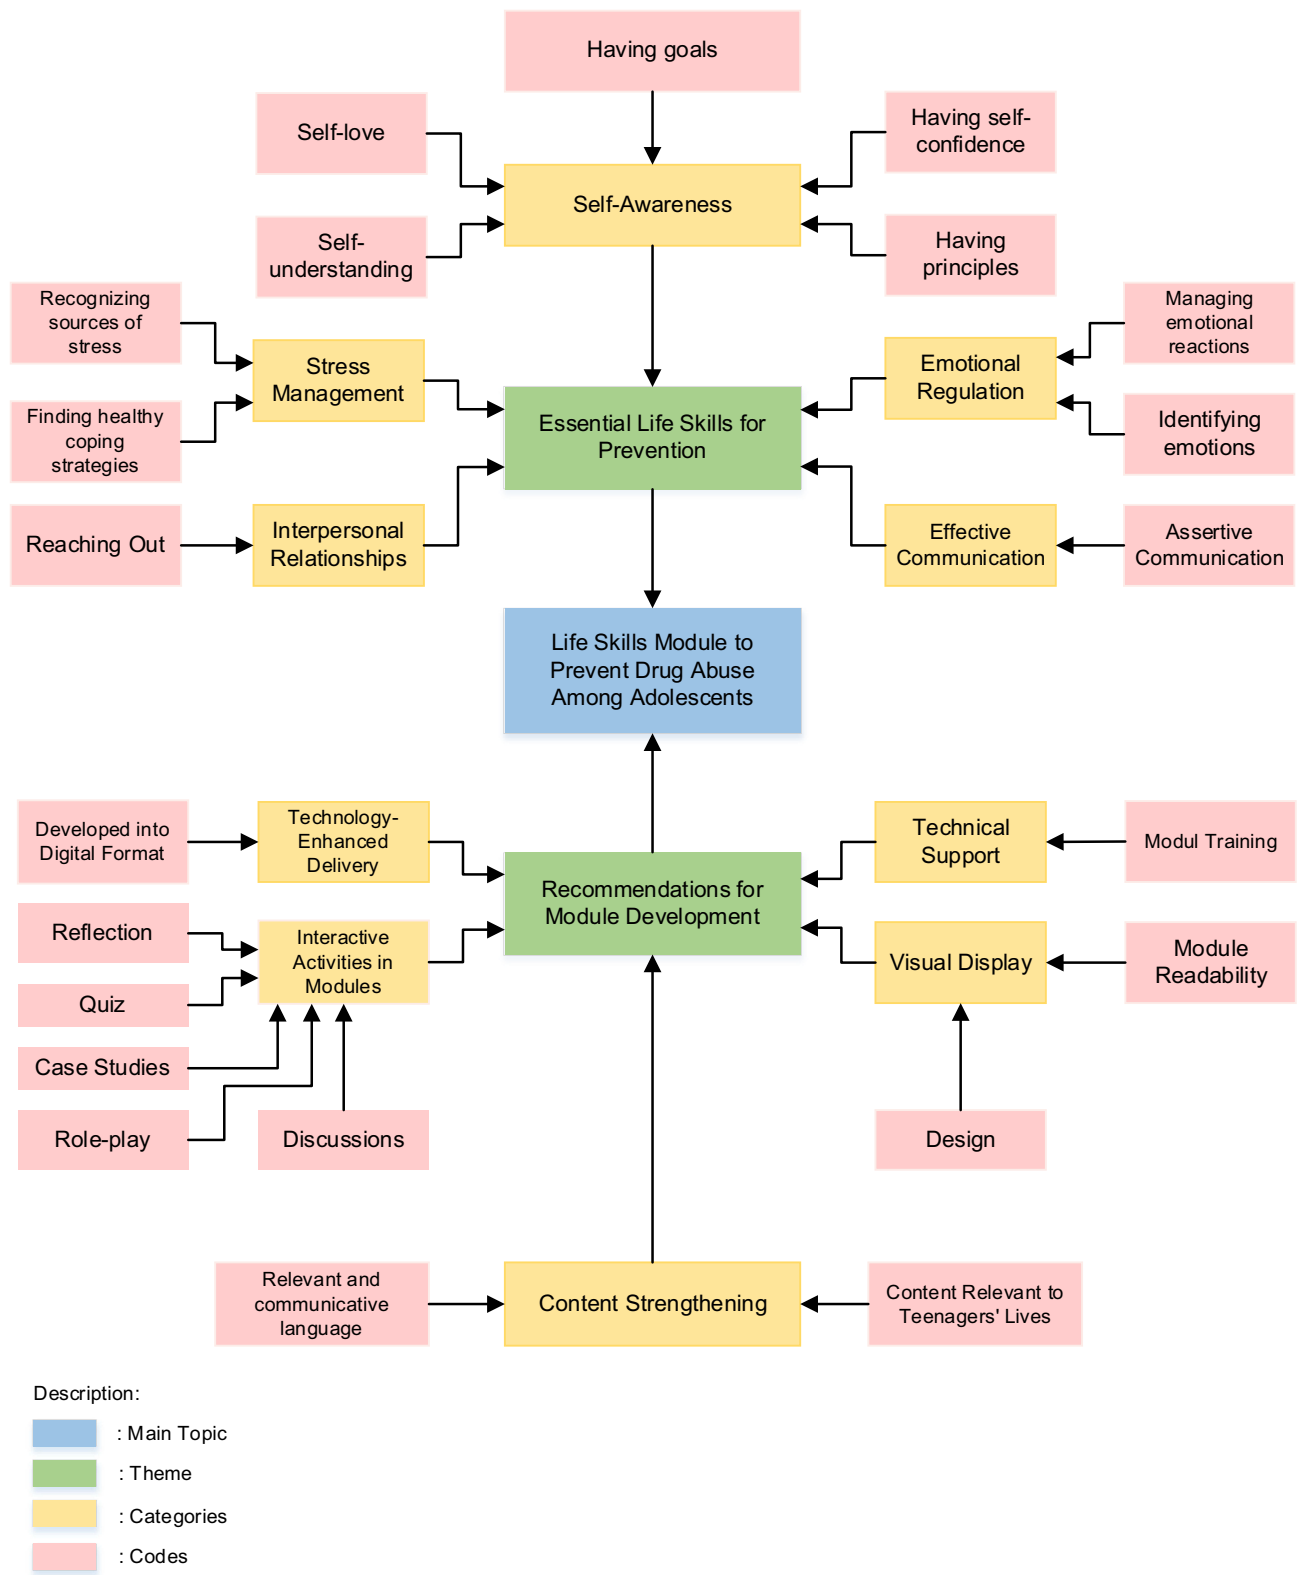 Having goals
Self-love
Having self-
confidence
Self-Awareness
Self-
understanding
Having
principles
Recognizing
sources of
stress
Managing
emotional
reactions
Stress
Management
Emotional
Regulation
Finding healthy
coping
strategies
Essential Life Skills for
Prevention
Identifying
emotions
Reaching Out
Interpersonal
Relationships
Effective
Communication
Assertive
Communication
Life Skills Module to
Prevent Drug Abuse
Among Adolescents
Developed into
Digital Format
Technology-
Enhanced
Delivery
Technical
Support
Modul Training
Recommendations for
Module Development
Reflection
Interactive
Activities in
Modules
Visual Display
Module
Readability
Quiz
Case Studies
Role-play
Discussions
Design
Relevant and
communicative
language
Content Strengthening
Content Relevant to
Teenagers' Lives
Description:
: Main Topic
: Theme
: Categories
: Codes